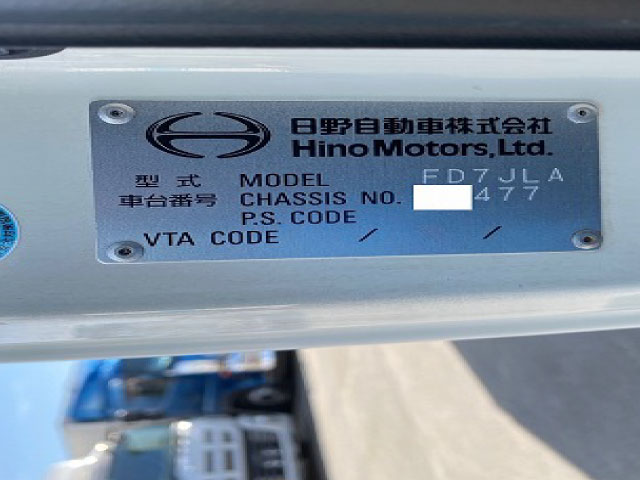 日野自動車株式会社
Hino Motors, Ltd.
型式 MODEL FD7JLA
車台番号 CHASSIS NO. 477
P.S. CODE
VTA CODE / /